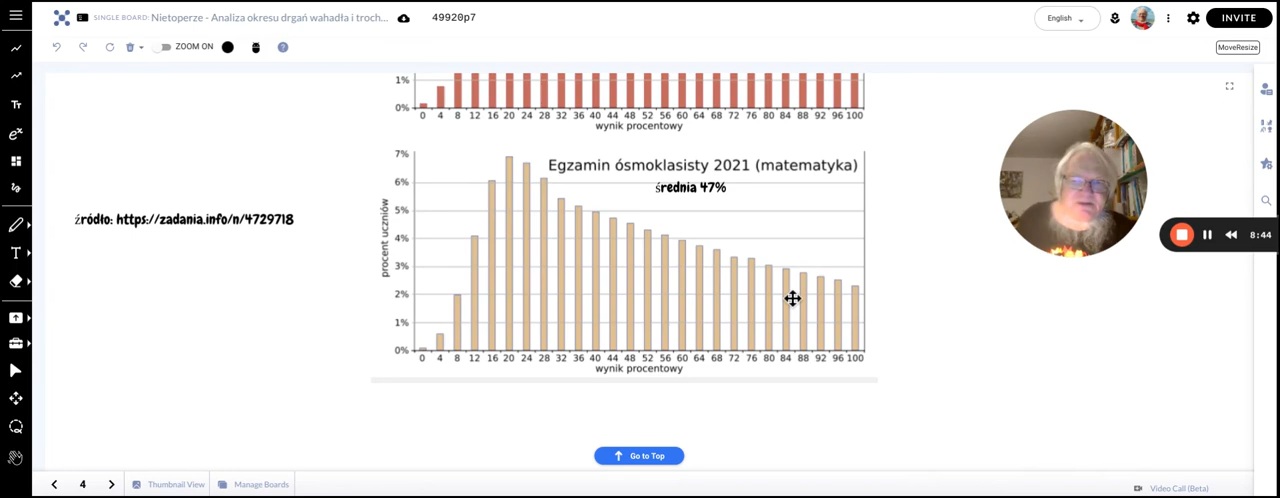 SINGLE BOARD: Nietoperze - Analiza okresu drgań wahadła i troch... 49920p7 English INVITE
ZOOM ON MoveResize
1%
0%
0 4 8 12 16 20 24 28 32 36 40 44 48 52 56 60 64 68 72 76 80 84 88 92 96 100
wynik procentowy
Egzamin ósmoklasisty 2021 (matematyka)
średnia 47%
źródło: https://zadania.info/n/4729718
procent uczniów
7%
6%
5%
4%
3%
2%
1%
0%
0 4 8 12 16 20 24 28 32 36 40 44 48 52 56 60 64 68 72 76 80 84 88 92 96 100
wynik procentowy
8:44
Tr
eˣ
T
Go to Top
4 Thumbnail View Manage Boards Video Call (Beta)